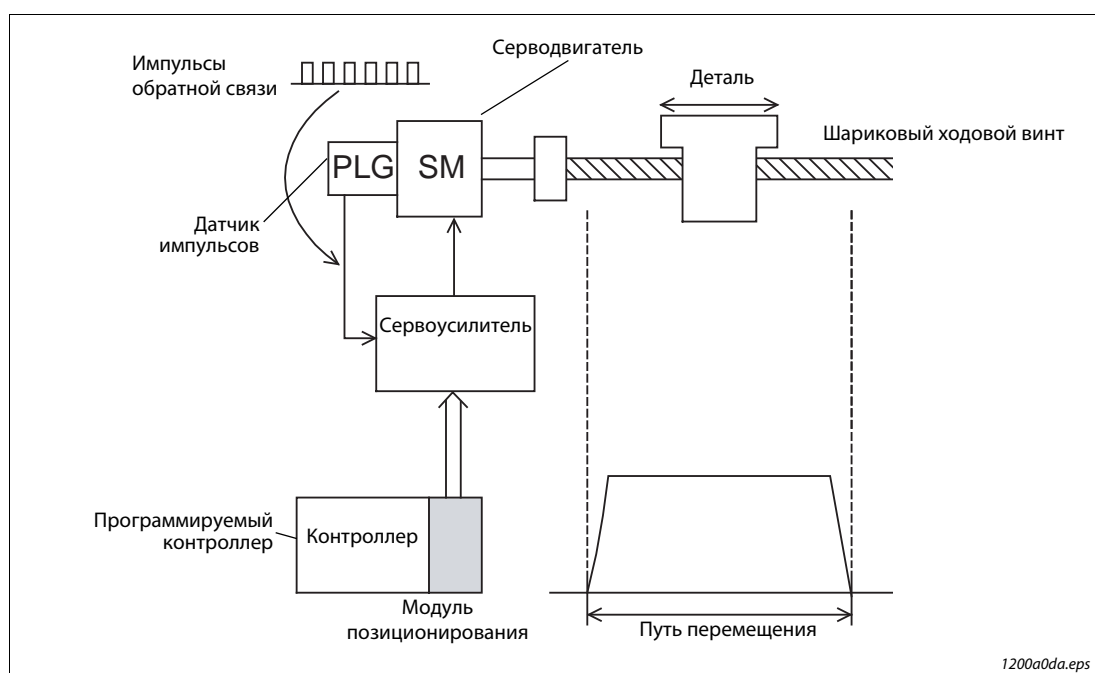 Импульсы
обратной связи
Серводвигатель
Деталь
Шариковый ходовой винт
PLG
SM
Датчик
импульсов
Сервоусилитель
Программируемый
контроллер
Контроллер
Модуль
позиционирования
Путь перемещения
1200a0da.eps